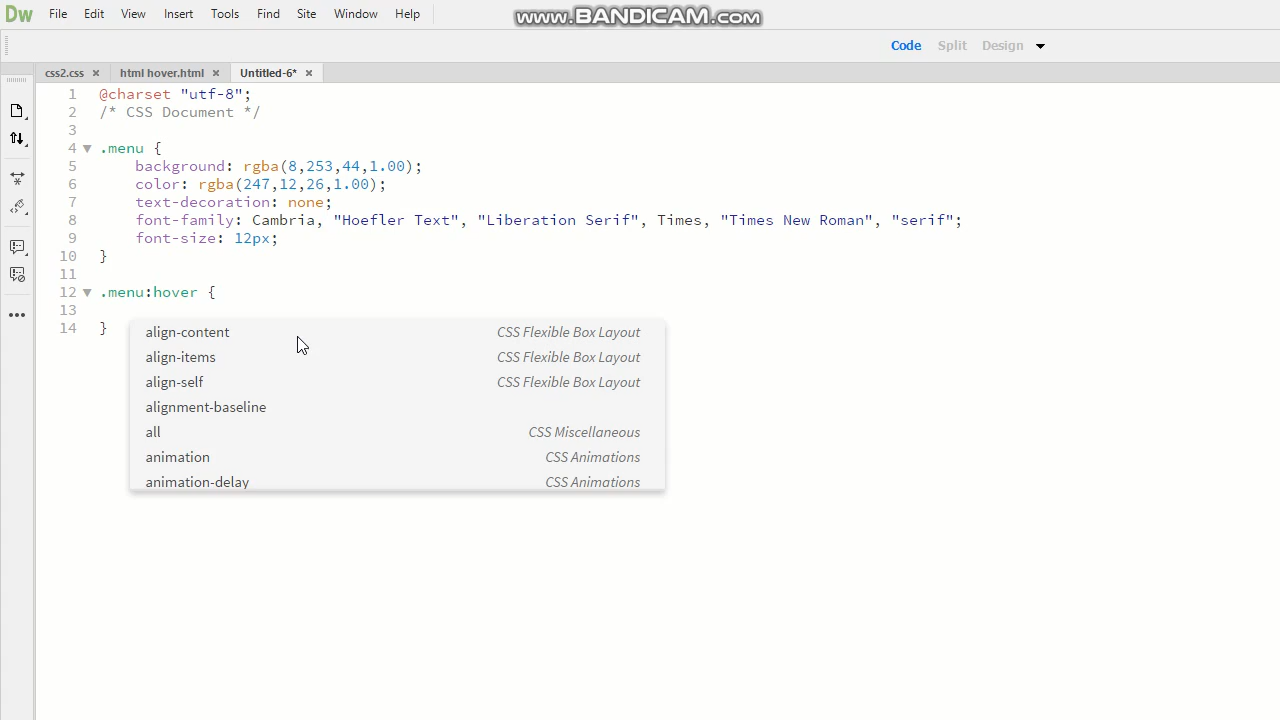 Dw File Edit View Insert Tools Find Site Window Help
www.BANDICAM.com
Code Split Design
css2.css × html hover.html × Untitled-6* ×
1 @charset "utf-8";
2 /* CSS Document */
3
4 ▼ .menu {
5 background: rgba(8,253,44,1.00);
6 color: rgba(247,12,26,1.00);
7 text-decoration: none;
8 font-family: Cambria, "Hoefler Text", "Liberation Serif", Times, "Times New Roman", "serif";
9 font-size: 12px;
10 }
11
12 ▼ .menu:hover {
13
14 }
align-content CSS Flexible Box Layout
align-items CSS Flexible Box Layout
align-self CSS Flexible Box Layout
alignment-baseline
all CSS Miscellaneous
animation CSS Animations
animation-delay CSS Animations